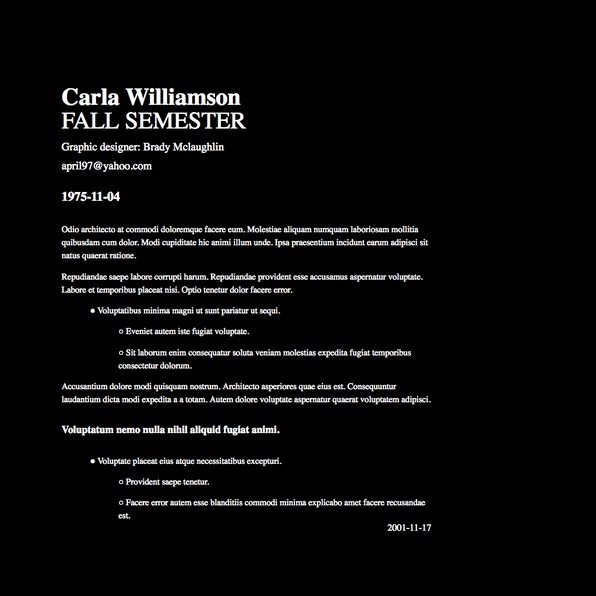 Carla Williamson
FALL SEMESTER
Graphic designer: Brady Mclaughlin
april97@yahoo.com
1975-11-04
Odio architecto at commodi doloremque facere eum. Molestiae aliquam numquam laboriosam mollitia
quibusdam cum dolor. Modi cupiditate hic animi illum unde. Ipsa praesentium incidunt earum adipisci sit
natus quaerat ratione.
Repudiandae saepe labore corrupti harum. Repudiandae provident esse accusamus aspernatur voluptate.
Labore et temporibus placeat nisi. Optio tenetur dolor facere error.
● Voluptatibus minima magni ut sunt pariatur ut sequi.
○ Eveniet autem iste fugiat voluptate.
○ Sit laborum enim consequatur soluta veniam molestias expedita fugiat temporibus
consectetur dolorum.
Accusantium dolore modi quisquam nostrum. Architecto asperiores quae eius est. Consequuntur
laudantium dicta modi expedita a a totam. Autem dolore voluptate aspernatur quaerat voluptatem adipisci.
Voluptatum nemo nulla nihil aliquid fugiat animi.
● Voluptate placeat eius atque necessitatibus excepturi.
○ Provident saepe tenetur.
○ Facere error autem esse blanditiis commodi minima explicabo amet facere recusandae
est.
2001-11-17